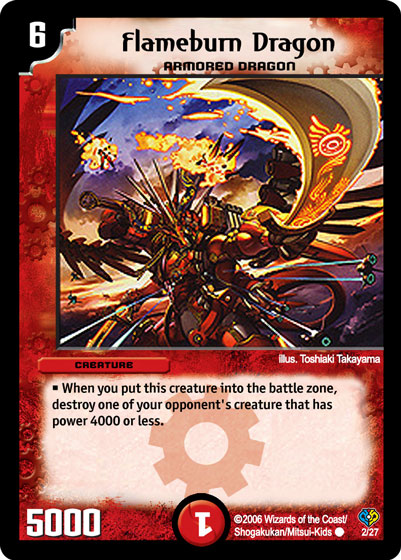 6
Flameburn Dragon
ARMORED DRAGON
illus. Toshiaki Takayama
CREATURE
▪ When you put this creature into the battle zone,
destroy one of your opponent's creature that has
power 4000 or less.
5000
1
©2006 Wizards of the Coast/
Shogakukan/Mitsui-Kids ●
2/27